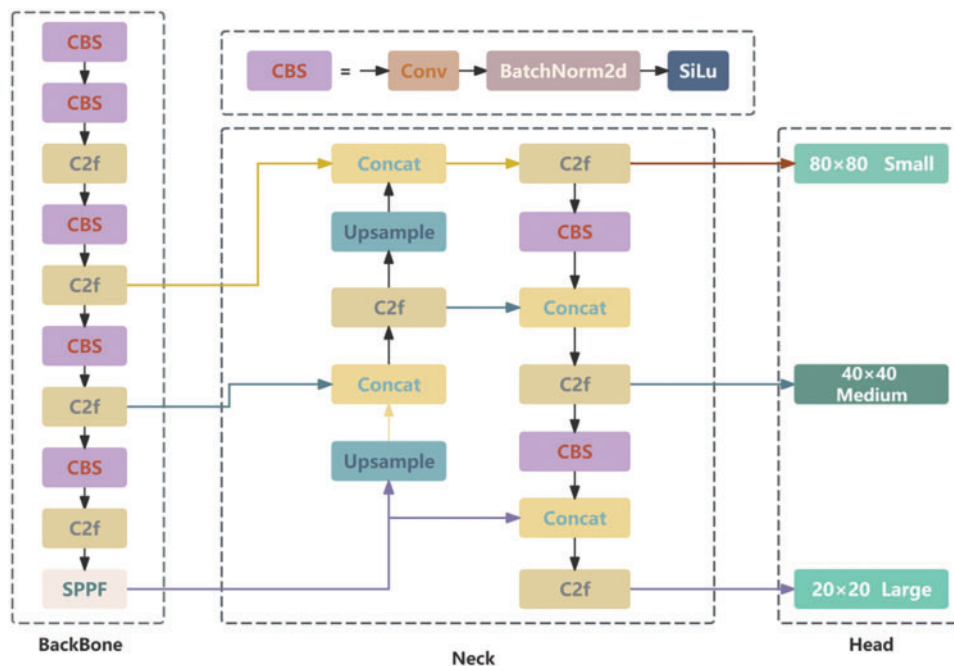 CBS
CBS
C2f
CBS
C2f
CBS
C2f
CBS
C2f
SPPF
BackBone
CBS = Conv BatchNorm2d SiLu
Concat
Upsample
C2f
Concat
Upsample
C2f
CBS
Concat
C2f
CBS
Concat
C2f
Neck
80×80 Small
40×40
Medium
20×20 Large
Head